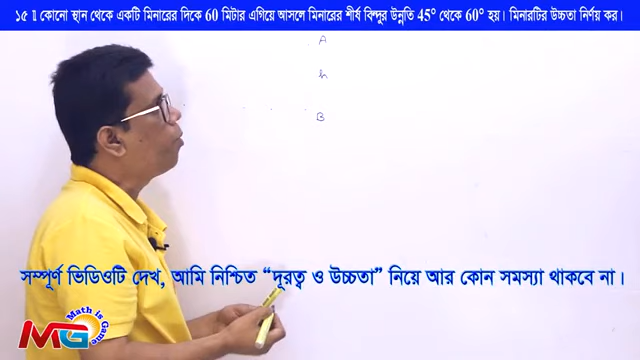 ১৫ ॥ কোনো স্থান থেকে একটি মিনারের দিকে 60 মিটার এগিয়ে আসলে মিনারের শীর্ষ বিন্দুর উন্নতি 45° থেকে 60° হয়। মিনারটির উচ্চতা নির্ণয় কর।
A
h
B
সম্পূর্ণ ভিডিওটি দেখ, আমি নিশ্চিত “দূরত্ব ও উচ্চতা” নিয়ে আর কোন সমস্যা থাকবে না।
MG
Math is Game